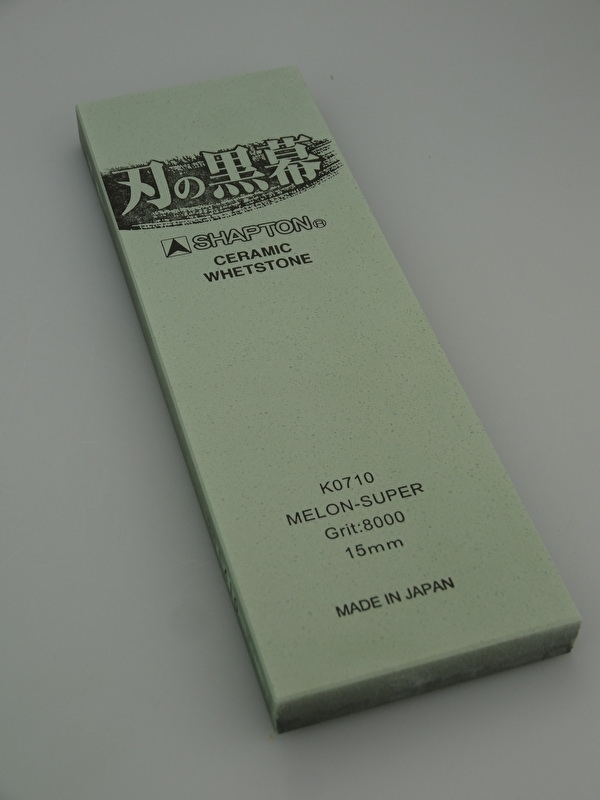 刃の黒幕
SHAPTON®
CERAMIC
WHETSTONE
K0710
MELON-SUPER
Grit:8000
15mm
MADE IN JAPAN